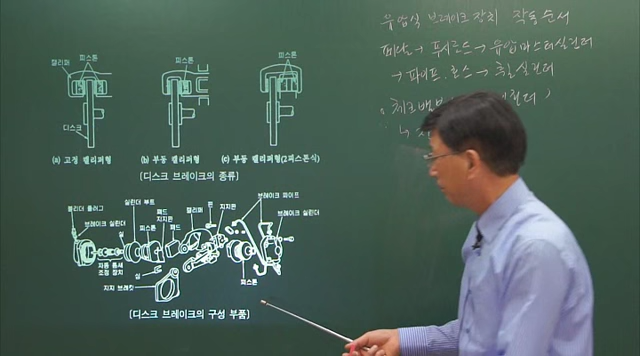 유압식 브레이크 장치 작동순서
페달→ 푸시로드→ 유압마스터실린더
→ 파이프.호스→ 휠실린더
캘리퍼 피스톤 피스톤 피스톤
디스크
(a) 고정 캘리퍼형 (b) 부동 캘리퍼형 (c) 부동 캘리퍼형(2피스톤식)
[디스크 브레이크의 종류]
블리더 플러그
브레이크 실린더
실
실린더 부트
피스톤
패드
지지핀
패드
캘리퍼
핀
지지핀
브레이크 파이프
브레이크 실린더
자동 틈새
조정 장치
실
지지 브래킷
피스톤
[디스크 브레이크의 구성 부품]